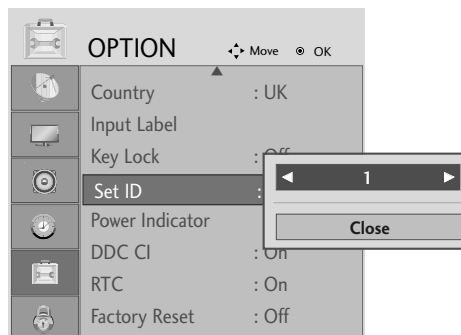 OPTION Move OK
Country : UK
Input Label
Key Lock : Off
Set ID :
1
Power Indicator
Close
DDC CI : On
RTC : On
Factory Reset : Off